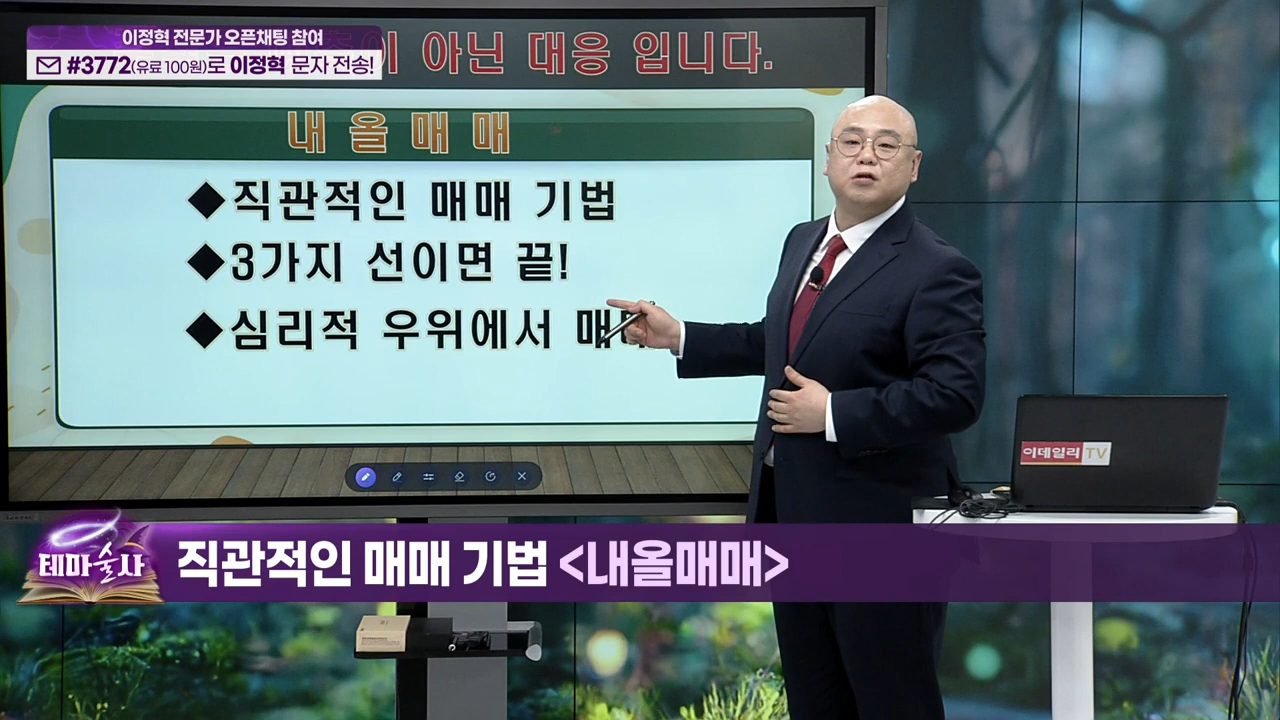 이정혁 전문가 오픈채팅 참여
#3772(유료 100원)로 이정혁 문자 전송!
아닌 대응 입니다.
내올매매
◆직관적인 매매 기법
◆3가지 선이면 끝!
◆심리적 우위에서
이데일리TV
테마술사
직관적인 매매 기법 <내올매매>